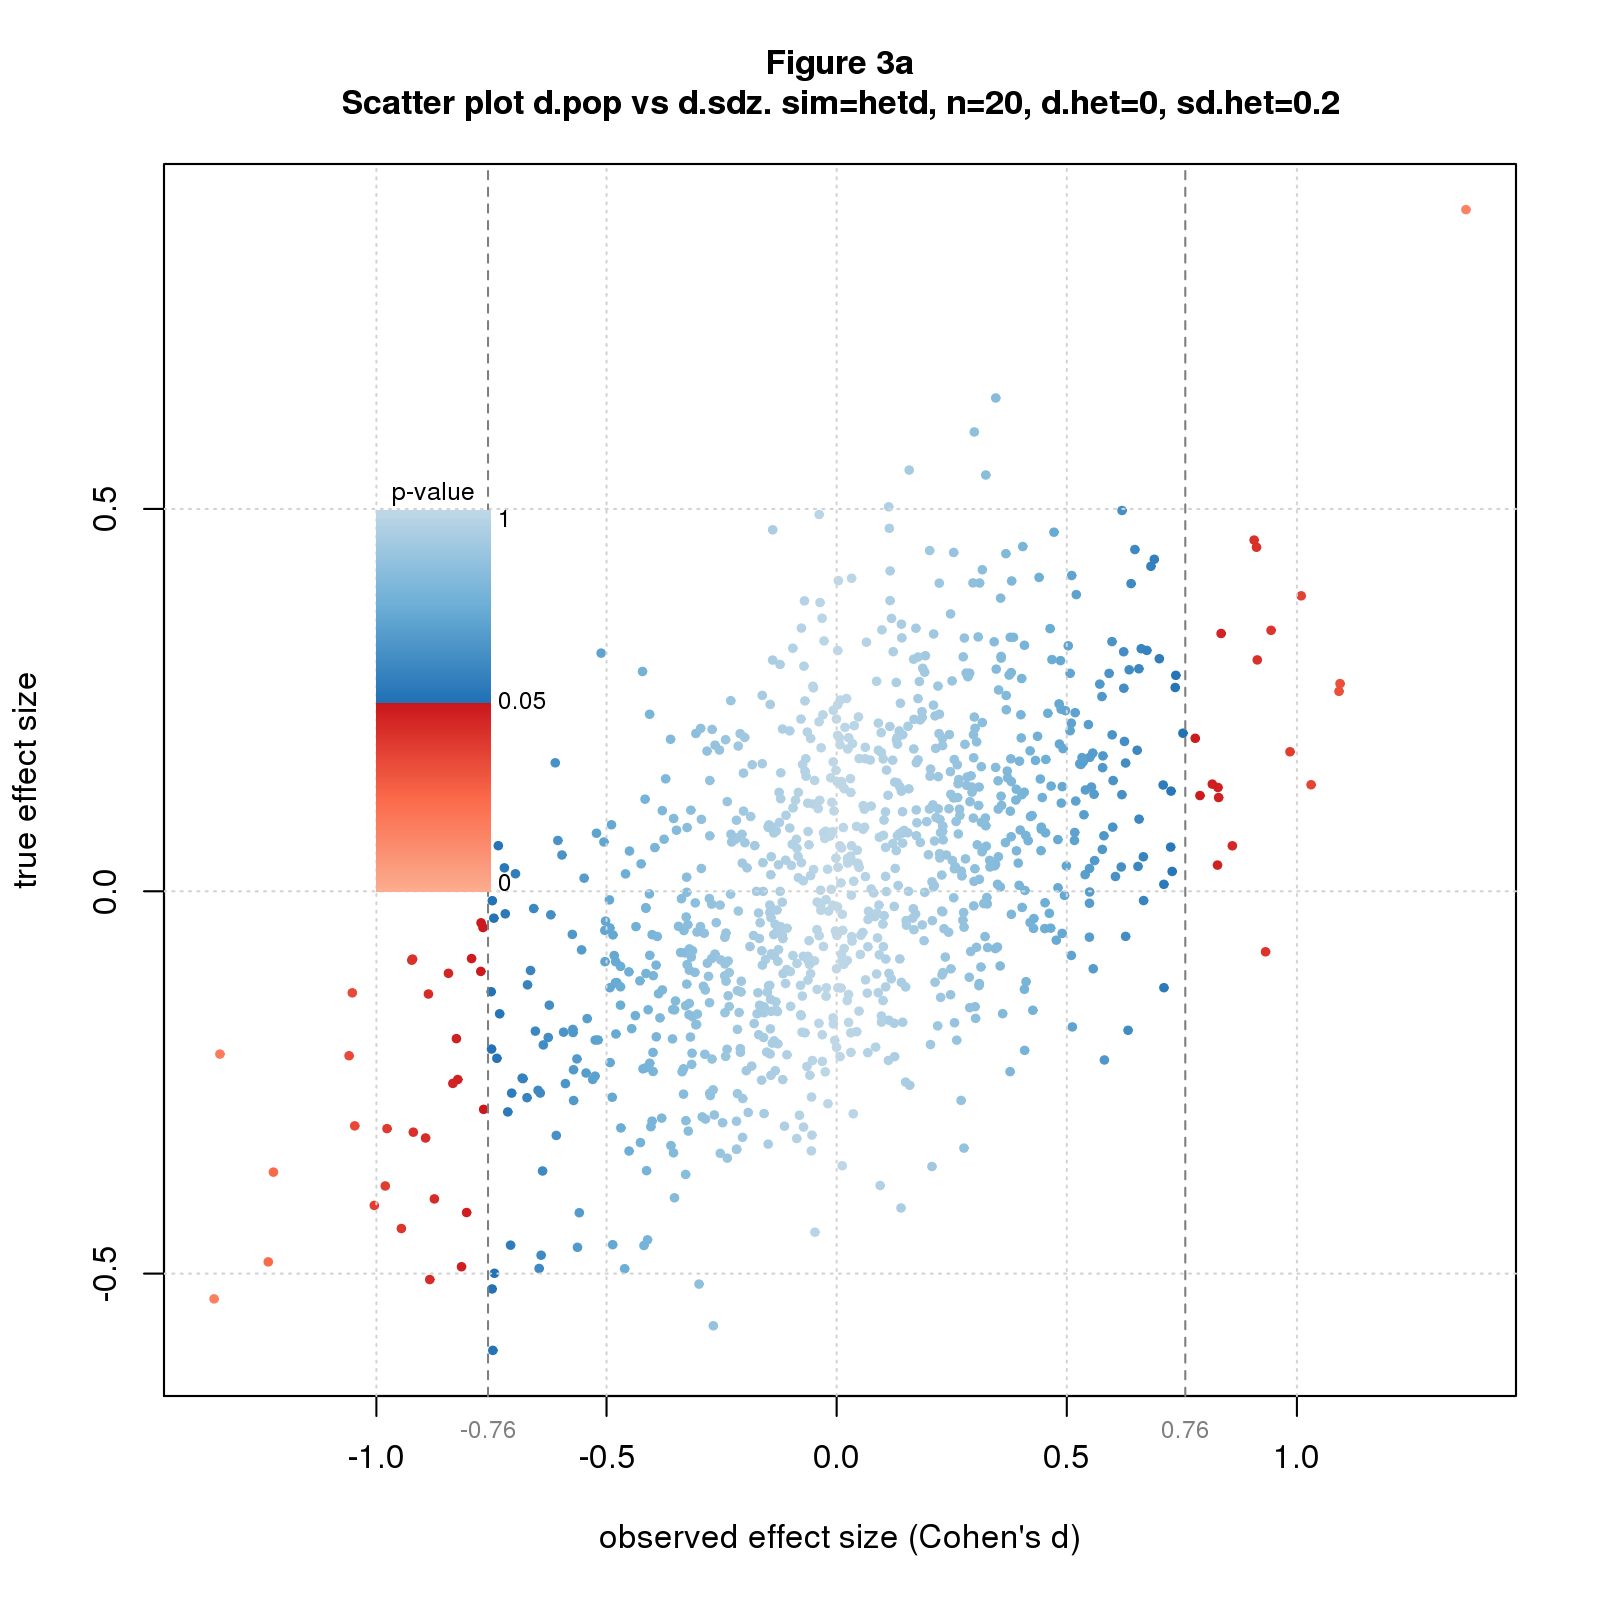 Figure 3a
Scatter plot d.pop vs d.sdz. sim=hetd, n=20, d.het=0, sd.het=0.2
true effect size
0.5
0.0
-0.5
p-value
1
0.05
0
-0.76
0.76
-1.0
-0.5
0.0
0.5
1.0
observed effect size (Cohen's d)